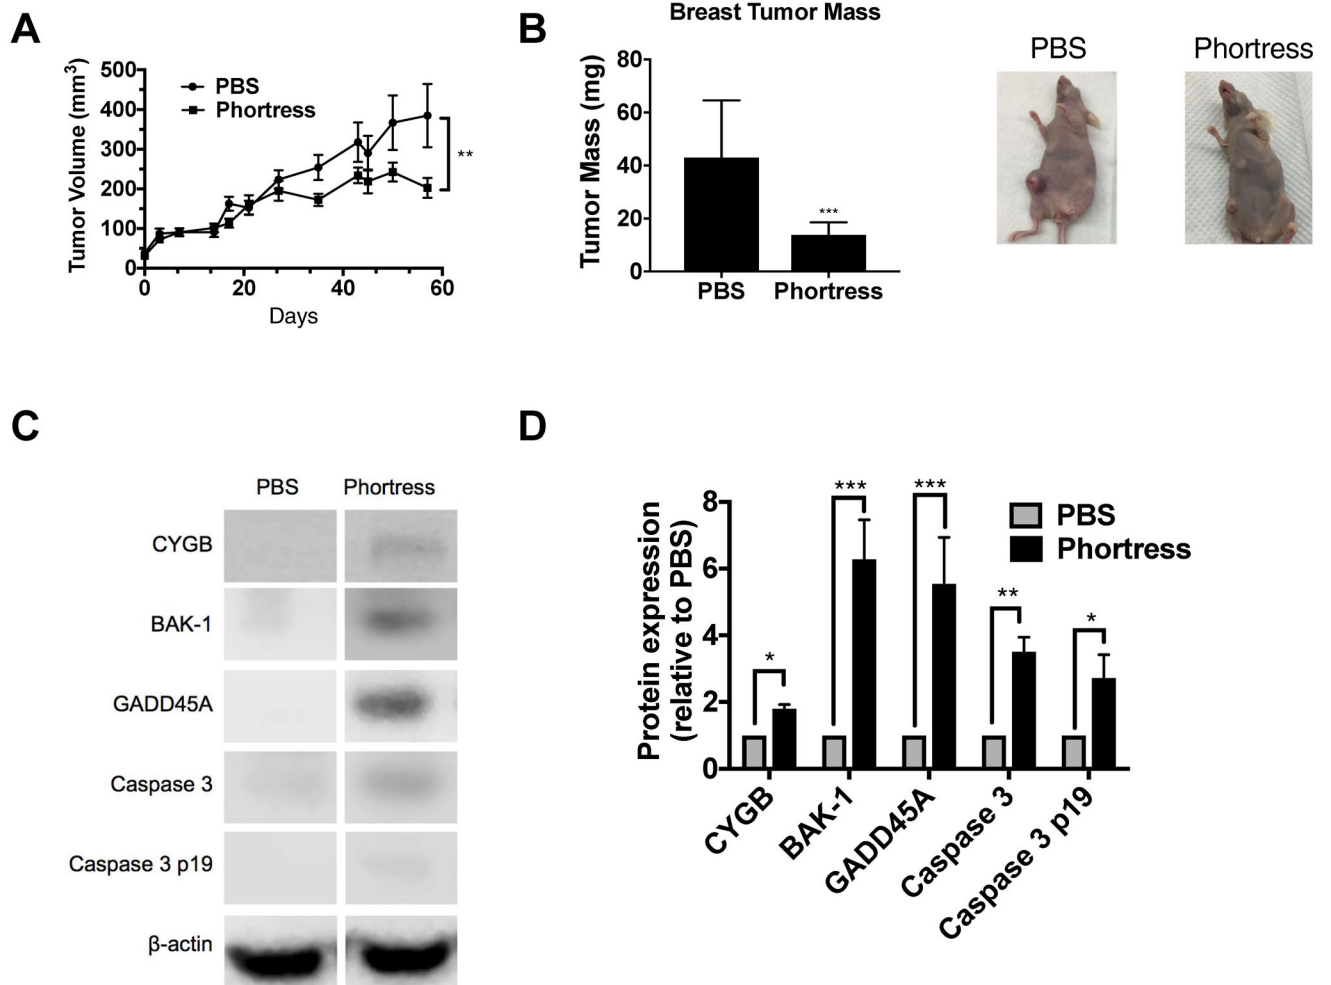 A
500
400
300
200
100
0
Tumor Volume (mm³)
PBS
Phortress
**
0 20 40 60
Days
B
Breast Tumor Mass
80
60
40
20
0
Tumor Mass (mg)
***
PBS Phortress
PBS Phortress
C
PBS Phortress
CYGB
BAK-1
GADD45A
Caspase 3
Caspase 3 p19
β-actin
D
8
6
4
2
0
Protein expression
(relative to PBS)
* *** *** ** *
PBS
Phortress
CYGB
BAK-1
GADD45A
Caspase 3
Caspase 3 p19